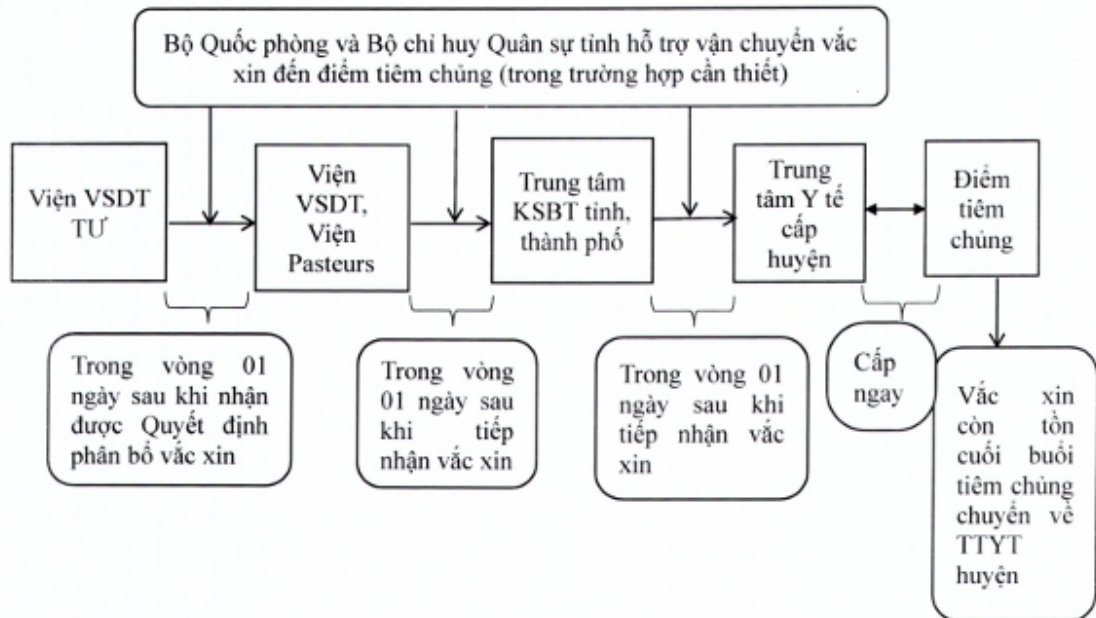 Bộ Quốc phòng và Bộ chỉ huy Quân sự tỉnh hỗ trợ vận chuyển vắc
xin đến điểm tiêm chủng (trong trường hợp cần thiết)
Viện VSDT
TƯ
Viện
VSDT,
Viện
Pasteurs
Trung tâm
KSBT tỉnh,
thành phố
Trung
tâm Y tế
cấp
huyện
Điểm
tiêm
chủng
Trong vòng 01
ngày sau khi nhận
được Quyết định
phân bổ vắc xin
Trong vòng
01 ngày sau
khi tiếp
nhận vắc xin
Trong vòng 01
ngày sau khi
tiếp nhận vắc
xin
Cấp
ngay
Vắc xin
còn tồn
cuối buổi
tiêm chủng
chuyển về
TTYT
huyện